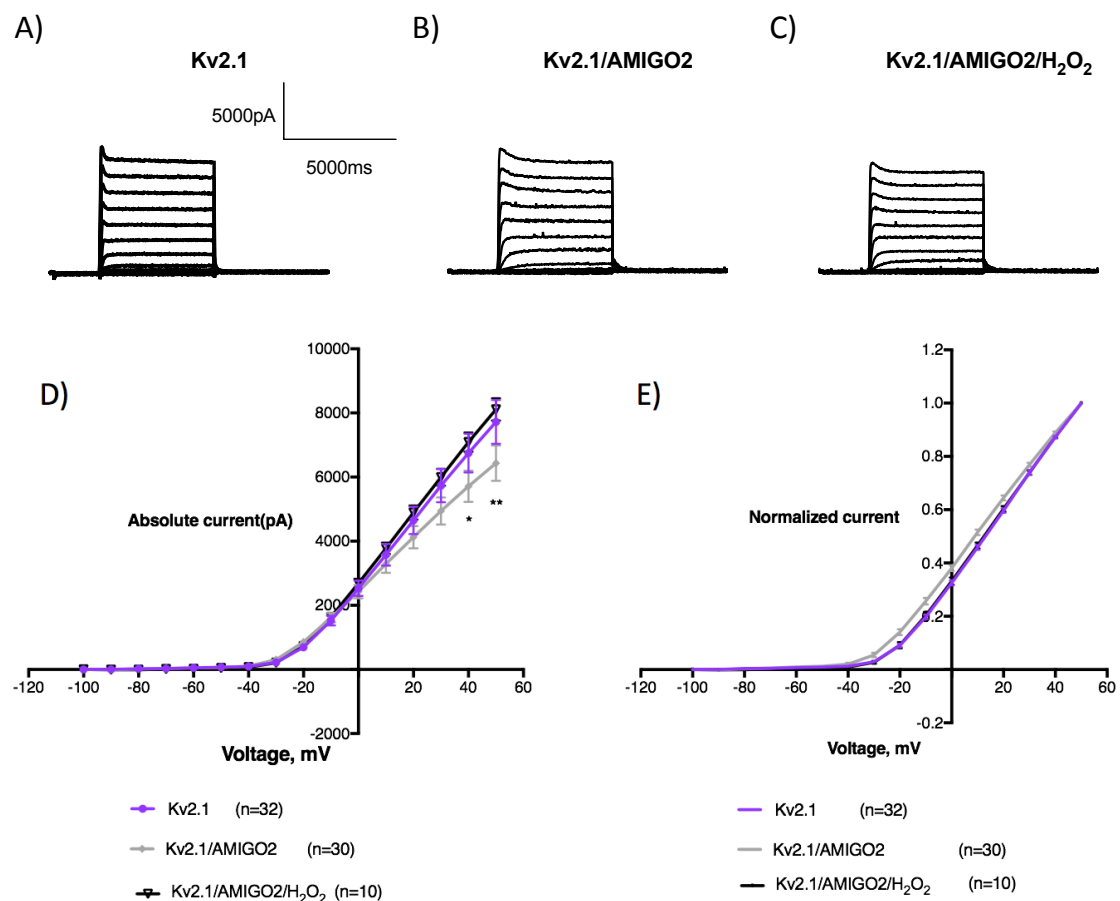 A)
Kv2.1
B)
Kv2.1/AMIGO2
C)
Kv2.1/AMIGO2/H₂O₂
5000pA
5000ms
D)
10000
8000
6000
4000
2000
-2000
Absolute current(pA)
*
**
-120 -100 -80 -60 -40 -20 0 20 40 60
Voltage, mV
Kv2.1 (n=32)
Kv2.1/AMIGO2 (n=30)
Kv2.1/AMIGO2/H₂O₂ (n=10)
E)
1.2
1.0
0.8
0.6
0.4
0.2
-0.2
Normalized current
-120 -100 -80 -60 -40 -20 0 20 40 60
Voltage, mV
Kv2.1 (n=32)
Kv2.1/AMIGO2 (n=30)
Kv2.1/AMIGO2/H₂O₂ (n=10)